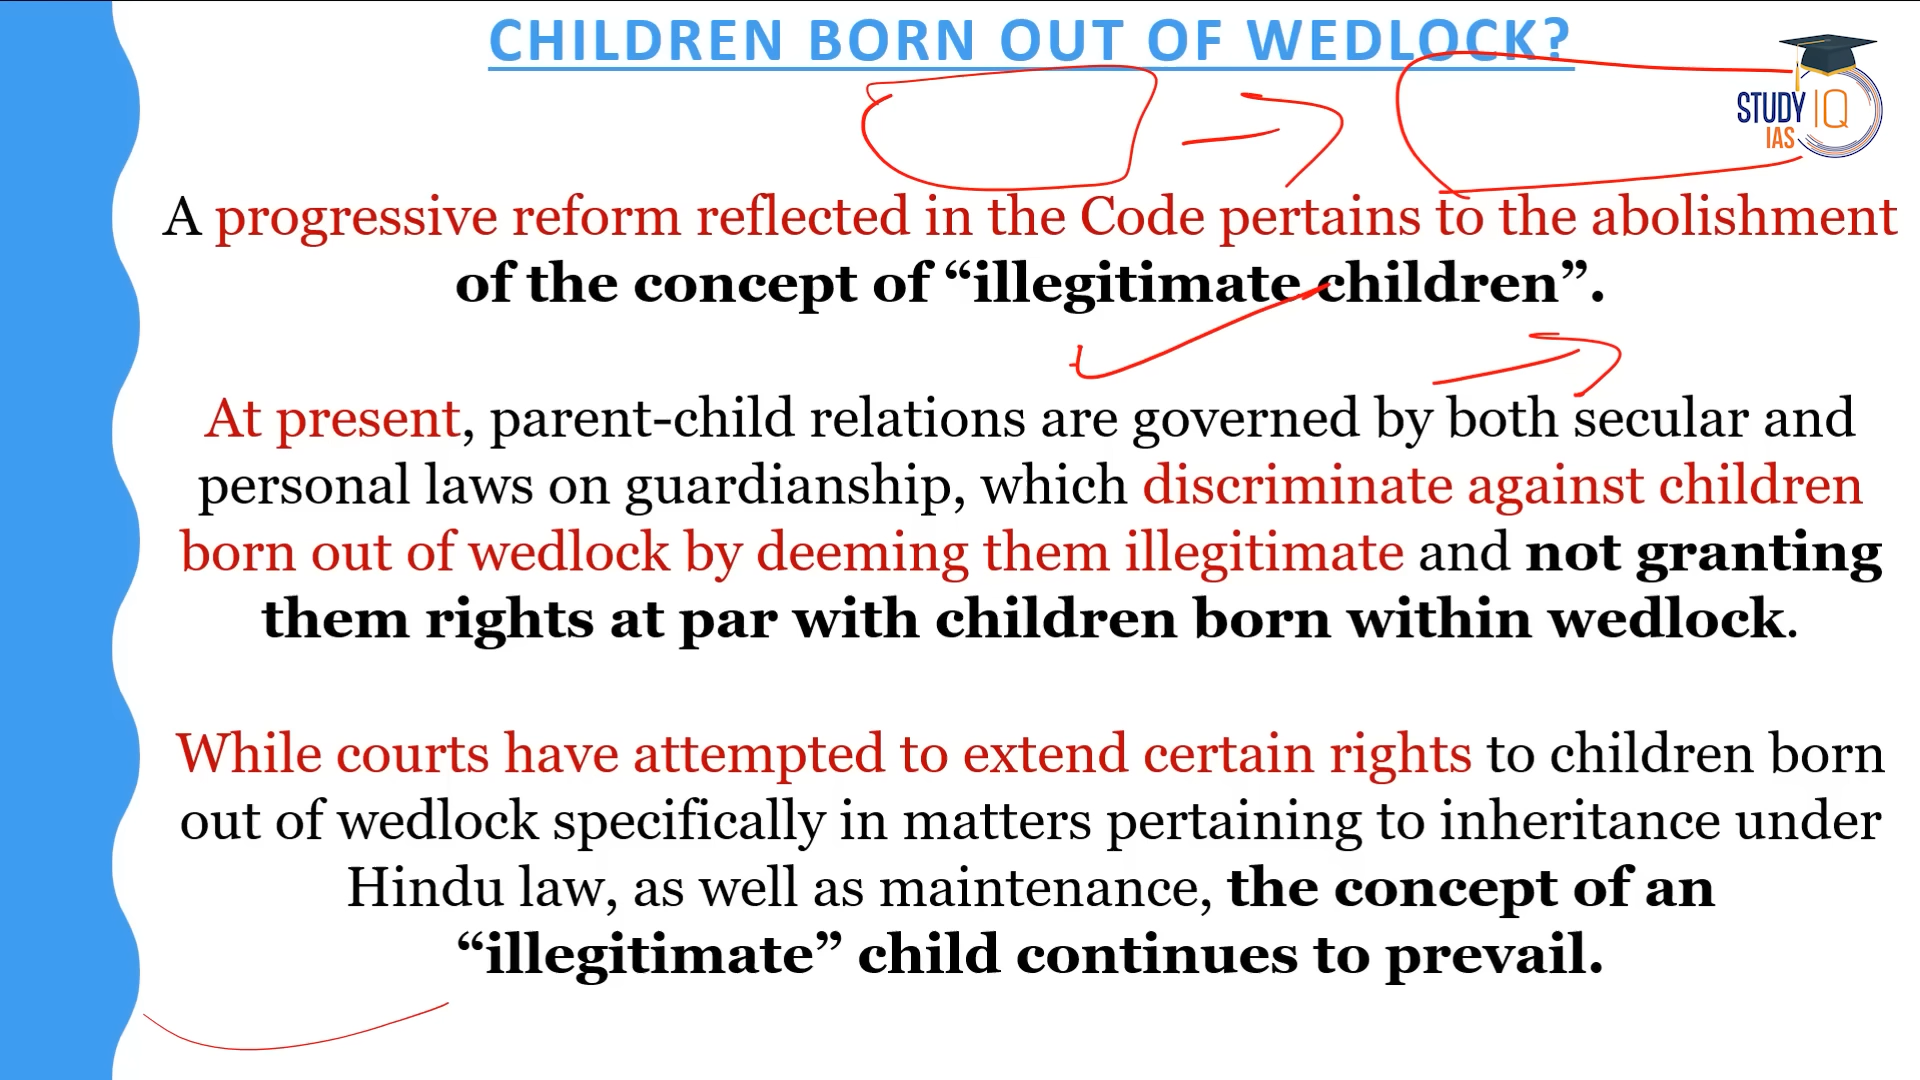 CHILDREN BORN OUT OF WEDLOCK?
STUDY IQ
IAS
A progressive reform reflected in the Code pertains to the abolishment
of the concept of “illegitimate children”.
At present, parent-child relations are governed by both secular and
personal laws on guardianship, which discriminate against children
born out of wedlock by deeming them illegitimate and not granting
them rights at par with children born within wedlock.
While courts have attempted to extend certain rights to children born
out of wedlock specifically in matters pertaining to inheritance under
Hindu law, as well as maintenance, the concept of an
“illegitimate” child continues to prevail.